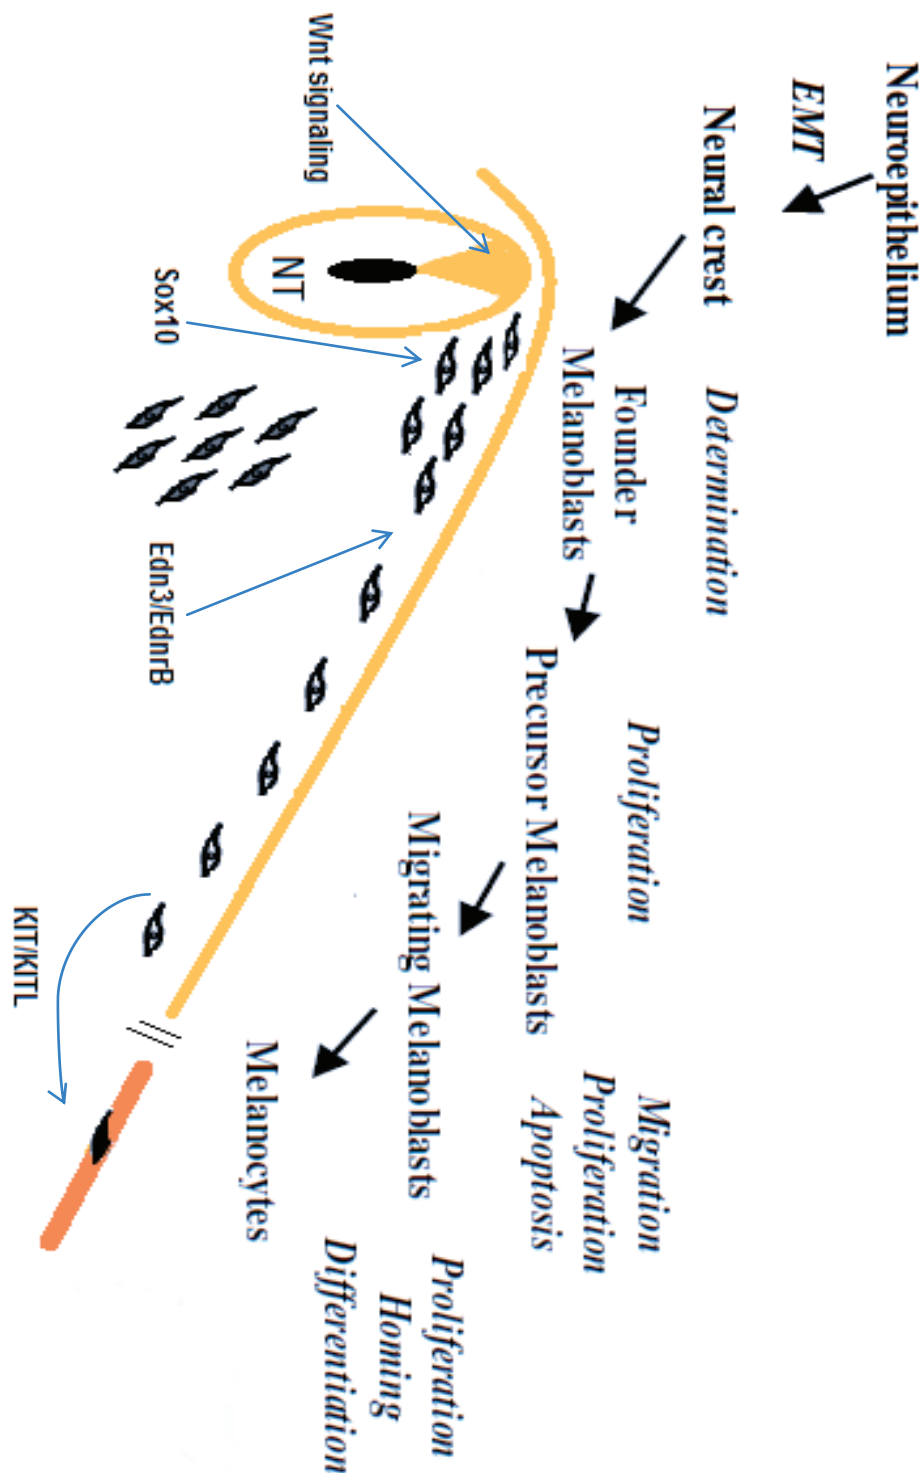 Neuroepithelium
EMT
Neural crest
Determination
Founder
Melanoblasts
Proliferation
Precursor Melanoblasts
Migration
Proliferation
Apoptosis
Migrating Melanoblasts
Proliferation
Homing
Differentiation
Melanocytes
Wnt signaling
NT
Sox10
Edn3/EdnrB
KIT/KITL